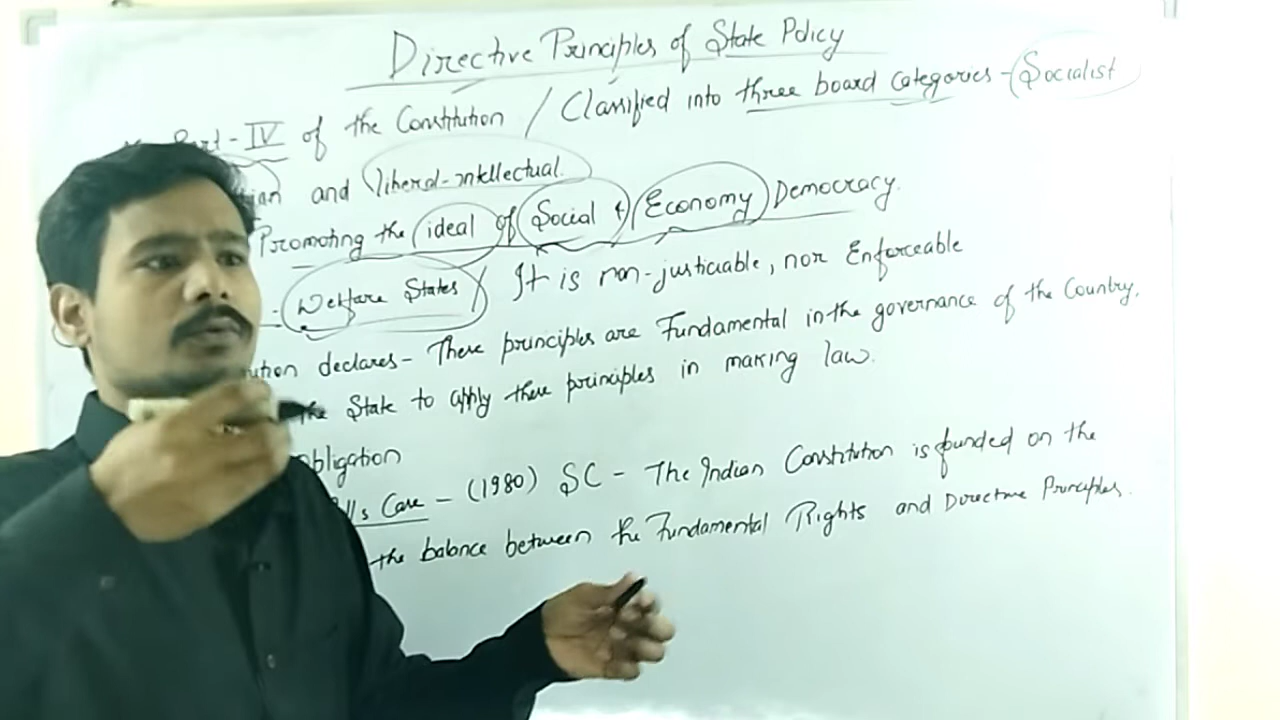 Directive Principles of State Policy
Part-IV of the Constitution / Classified into three board categories - Socialist
and liberal-intellectual.
Promoting the ideal of Social & Economy Democracy.
- Welfare States / It is non-justiciable, nor Enforceable
declares - These principles are Fundamental in the governance of the Country,
the State to apply these principles in making law.
obligation
Case - (1980) SC - The Indian Constitution is founded on the
the balance between the Fundamental Rights and Directive Principles.